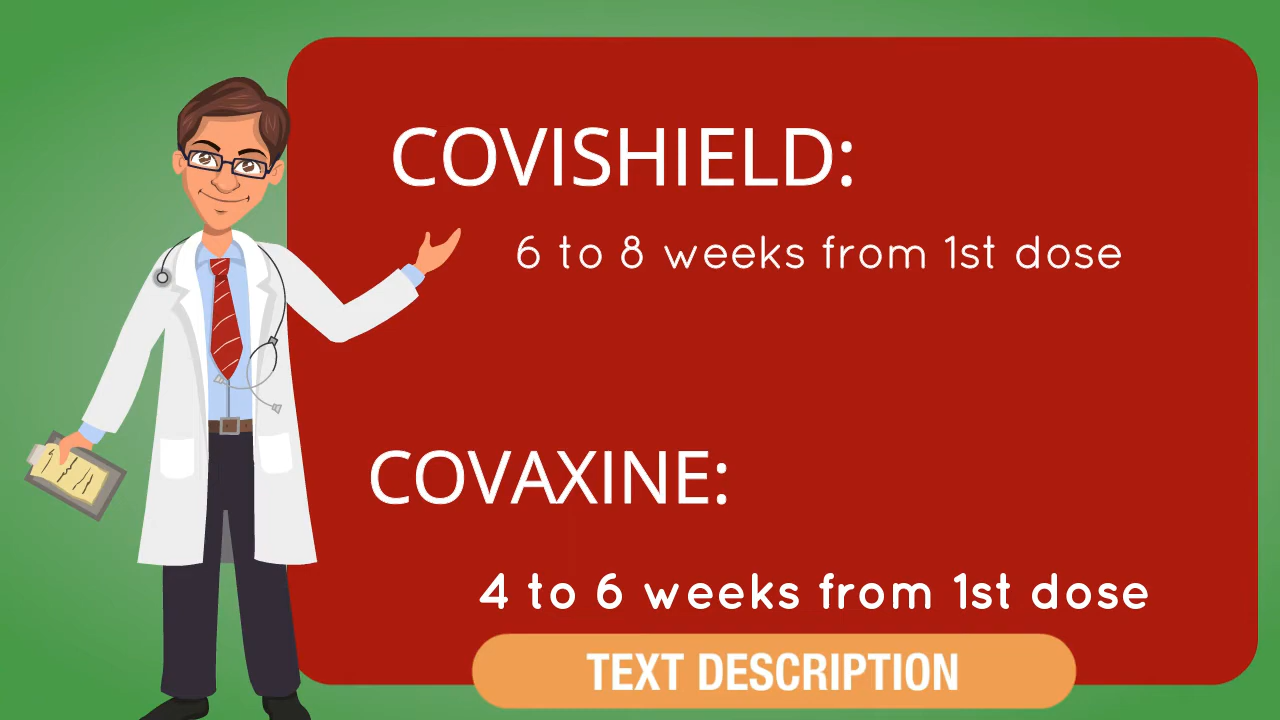 COVISHIELD:
6 to 8 weeks from 1st dose
COVAXINE:
4 to 6 weeks from 1st dose
TEXT DESCRIPTION